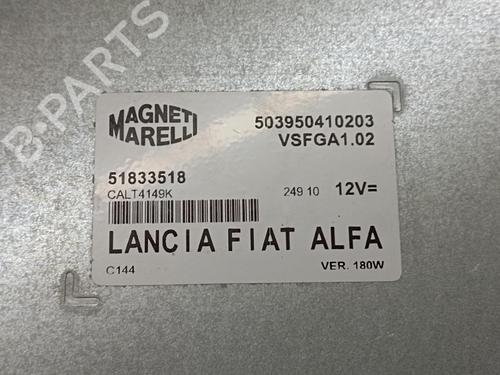 B-PARTS
MAGNETI
MARELLI
503950410203
VSFGA1.02
51833518
CALT4149K
249 10 12V=
LANCIA FIAT ALFA
C144 VER. 180W